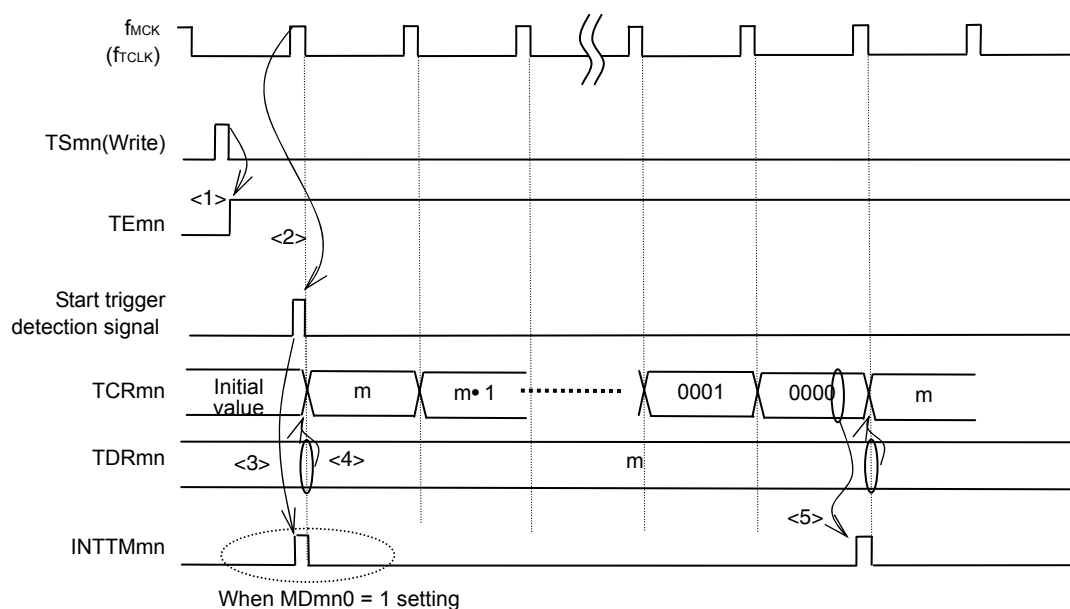 fMCK
(fTCLK)
TSmn(Write)
<1>
TEmn
<2>
Start trigger
detection signal
TCRmn
Initial
value
m
m• 1
0001
0000
m
TDRmn
<3>
<4>
m
<5>
INTTMmn
When MDmn0 = 1 setting